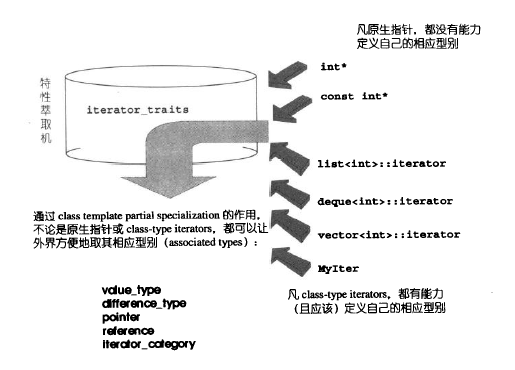 凡原生指针，都没有能力
定义自己的相应型别
int*
const int*
特性萃取机
iterator_traits
list<int>::iterator
deque<int>::iterator
vector<int>::iterator
MyIter
通过 class template partial specialization 的作用，
不论是原生指针或 class-type iterators，都可以让
外界方便地取其相应型别（associated types）：
凡 class-type iterators，都有能力
（且应该）定义自己的相应型别
value_type
difference_type
pointer
reference
iterator_category